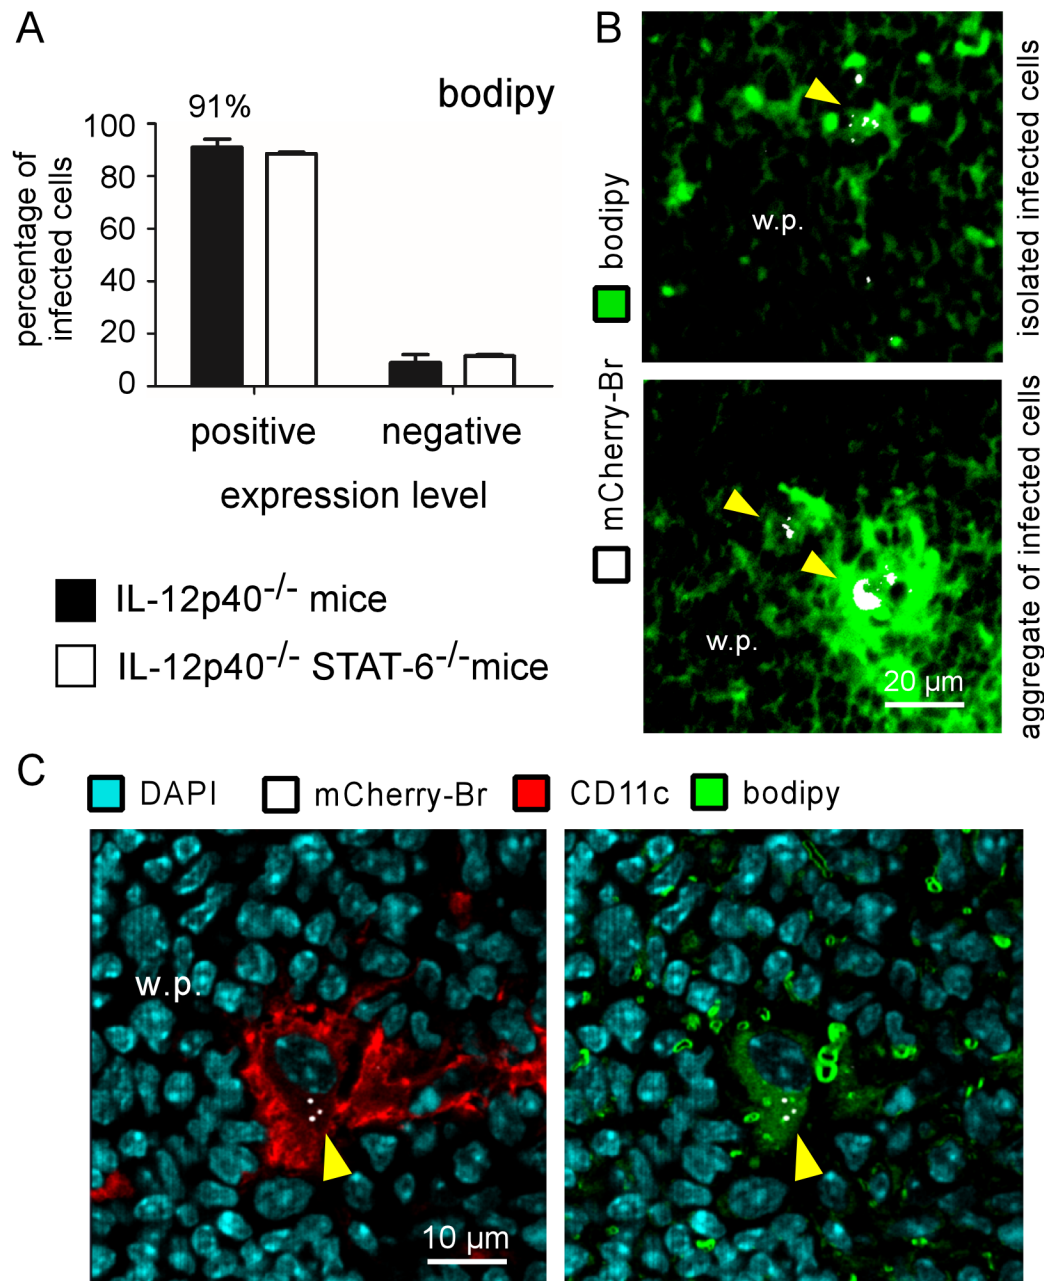 A
bodipy
91%
100
80
60
40
20
0
percentage of
infected cells
positive
negative
expression level
IL-12p40-/- mice
IL-12p40-/- STAT-6-/-mice
B
bodipy
mCherry-Br
w.p.
isolated infected cells
w.p.
20 µm
aggregate of infected cells
C
DAPI
mCherry-Br
CD11c
bodipy
w.p.
10 µm